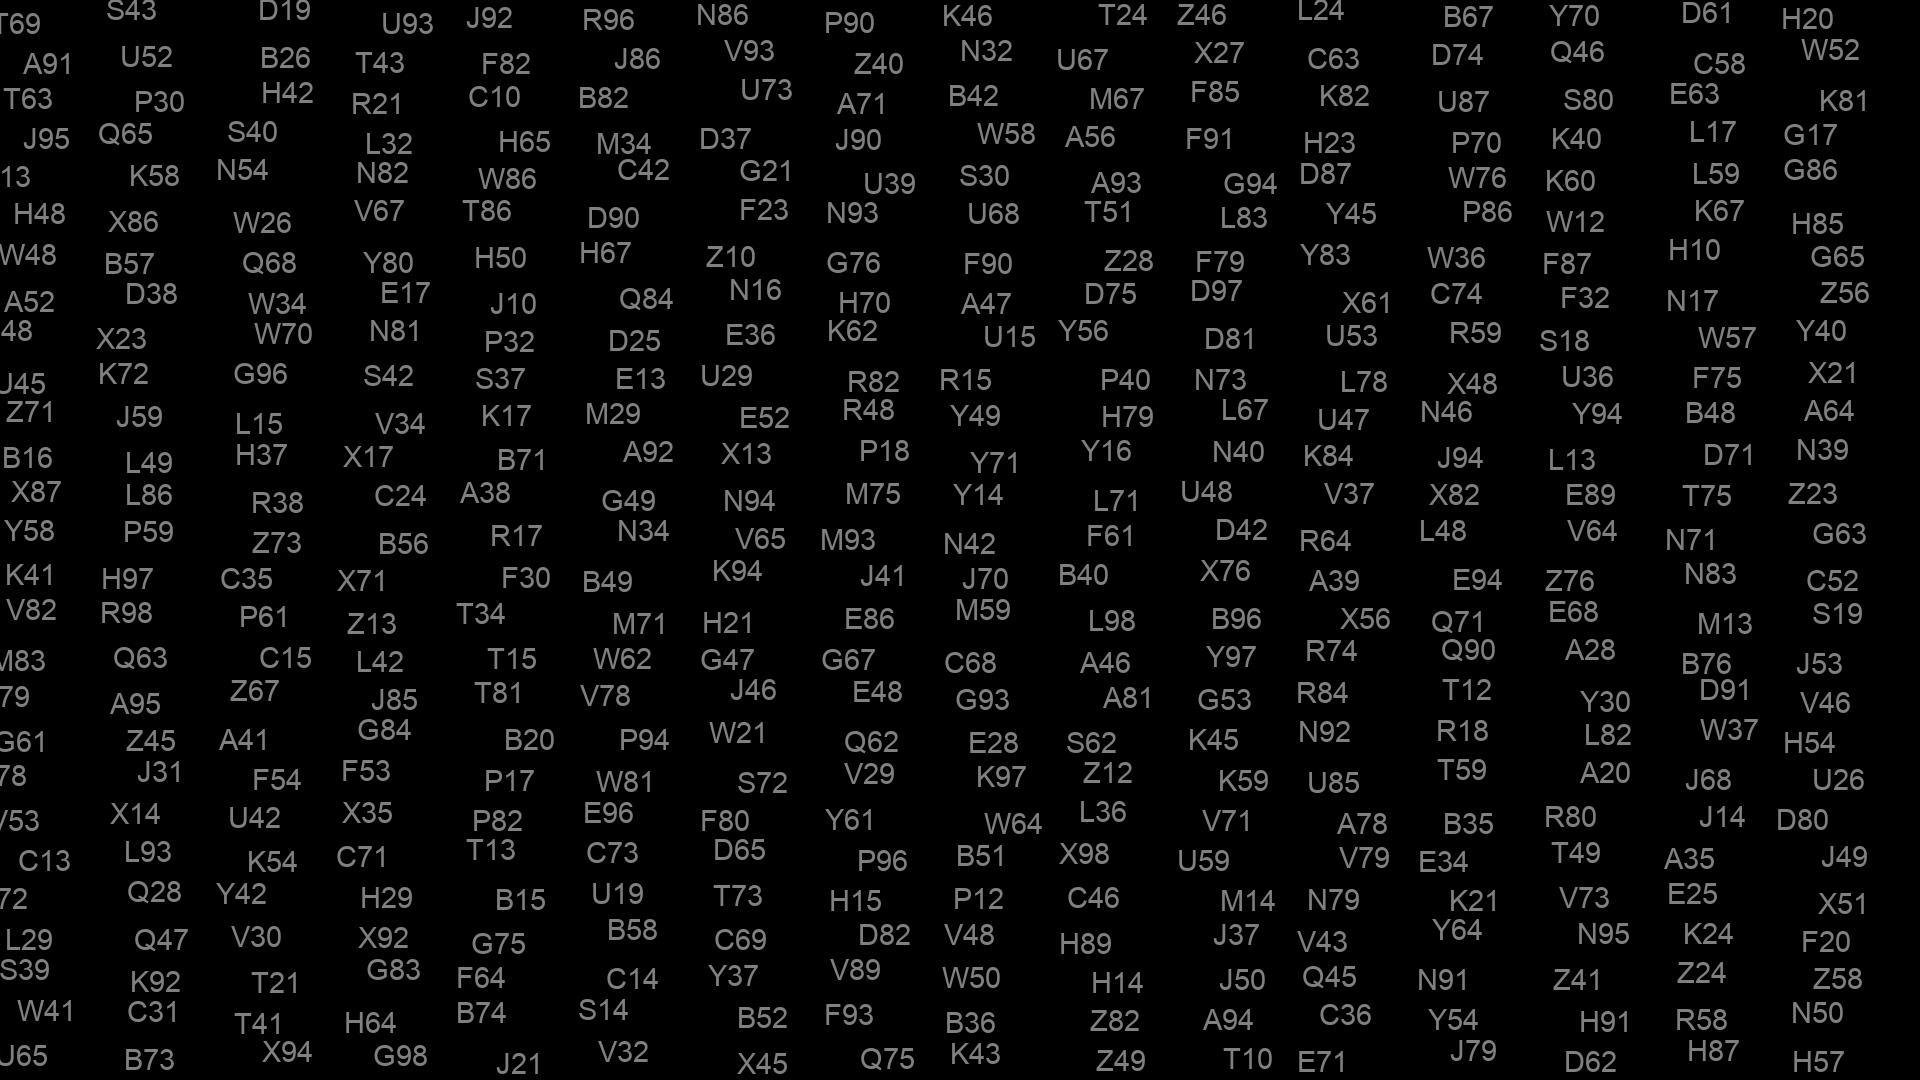 T69 S43 D19 U93 J92 R96 N86 P90 K46 T24 Z46 L24 B67 Y70 D61 H20
A91 U52 B26 T43 F82 J86 V93 Z40 N32 U67 X27 C63 D74 Q46 C58 W52
T63 P30 H42 R21 C10 B82 U73 A71 B42 M67 F85 K82 U87 S80 E63 K81
J95 Q65 S40 L32 H65 M34 D37 J90 W58 A56 F91 H23 P70 K40 L17 G17
13 K58 N54 N82 W86 C42 G21 U39 S30 A93 G94 D87 W76 K60 L59 G86
H48 X86 W26 V67 T86 D90 F23 N93 U68 T51 L83 Y45 P86 W12 K67 H85
W48 B57 Q68 Y80 H50 H67 Z10 G76 F90 Z28 F79 Y83 W36 F87 H10 G65
A52 D38 W34 E17 J10 Q84 N16 H70 A47 D75 D97 X61 C74 F32 N17 Z56
48 X23 W70 N81 P32 D25 E36 K62 U15 Y56 D81 U53 R59 S18 W57 Y40
U45 K72 G96 S42 S37 E13 U29 R82 R15 P40 N73 L78 X48 U36 F75 X21
Z71 J59 L15 V34 K17 M29 E52 R48 Y49 H79 L67 U47 N46 Y94 B48 A64
B16 L49 H37 X17 B71 A92 X13 P18 Y71 Y16 N40 K84 J94 L13 D71 N39
X87 L86 R38 C24 A38 G49 N94 M75 Y14 L71 U48 V37 X82 E89 T75 Z23
Y58 P59 Z73 B56 R17 N34 V65 M93 N42 F61 D42 R64 L48 V64 N71 G63
K41 H97 C35 X71 F30 B49 K94 J41 J70 B40 X76 A39 E94 Z76 N83 C52
V82 R98 P61 Z13 T34 M71 H21 E86 M59 L98 B96 X56 Q71 E68 M13 S19
M83 Q63 C15 L42 T15 W62 G47 G67 C68 A46 Y97 R74 Q90 A28 B76 J53
79 A95 Z67 J85 T81 V78 J46 E48 G93 A81 G53 R84 T12 Y30 D91 V46
G61 Z45 A41 G84 B20 P94 W21 Q62 E28 S62 K45 N92 R18 L82 W37 H54
78 J31 F54 F53 P17 W81 S72 V29 K97 Z12 K59 U85 T59 A20 J68 U26
V53 X14 U42 X35 P82 E96 F80 Y61 W64 L36 V71 A78 B35 R80 J14 D80
C13 L93 K54 C71 T13 C73 D65 P96 B51 X98 U59 V79 E34 T49 A35 J49
72 Q28 Y42 H29 B15 U19 T73 H15 P12 C46 M14 N79 K21 V73 E25 X51
L29 Q47 V30 X92 G75 B58 C69 D82 V48 H89 J37 V43 Y64 N95 K24 F20
S39 K92 T21 G83 F64 C14 Y37 V89 W50 H14 J50 Q45 N91 Z41 Z24 Z58
W41 C31 T41 H64 B74 S14 B52 F93 B36 Z82 A94 C36 Y54 H91 R58 N50
U65 B73 X94 G98 J21 V32 X45 Q75 K43 Z49 T10 E71 J79 D62 H87 H57